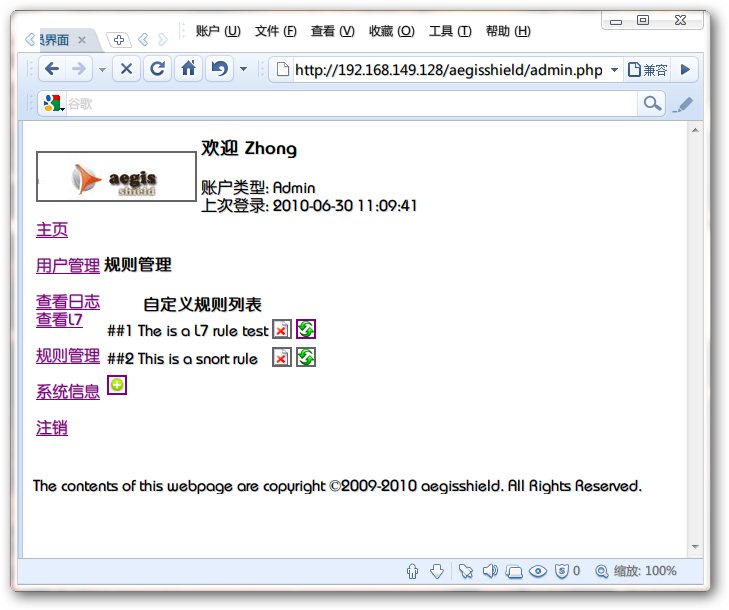 账户 (U) 文件 (F) 查看 (V) 收藏 (O) 工具 (T) 帮助 (H)
员界面
http://192.168.149.128/aegisshield/admin.php 兼容
谷歌
欢迎 Zhong
aegis
shield
账户类型: Admin
上次登录: 2010-06-30 11:09:41
主页
用户管理 规则管理
查看日志
自定义规则列表
查看L7
##1 The is a L7 rule test
规则管理 ##2 This is a snort rule
系统信息
注销
The contents of this webpage are copyright ©2009-2010 aegisshield. All Rights Reserved.
0 缩放: 100%